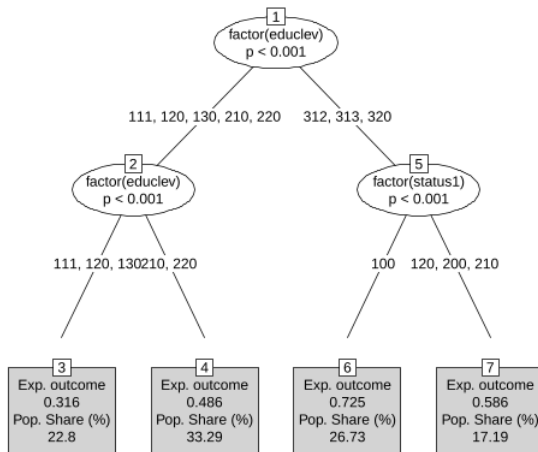 1
factor(educlev)
p < 0.001
111, 120, 130, 210, 220
312, 313, 320
2
factor(educlev)
p < 0.001
5
factor(status1)
p < 0.001
111, 120, 130
210, 220
100
120, 200, 210
3
Exp. outcome
0.316
Pop. Share (%)
22.8
4
Exp. outcome
0.486
Pop. Share (%)
33.29
6
Exp. outcome
0.725
Pop. Share (%)
26.73
7
Exp. outcome
0.586
Pop. Share (%)
17.19